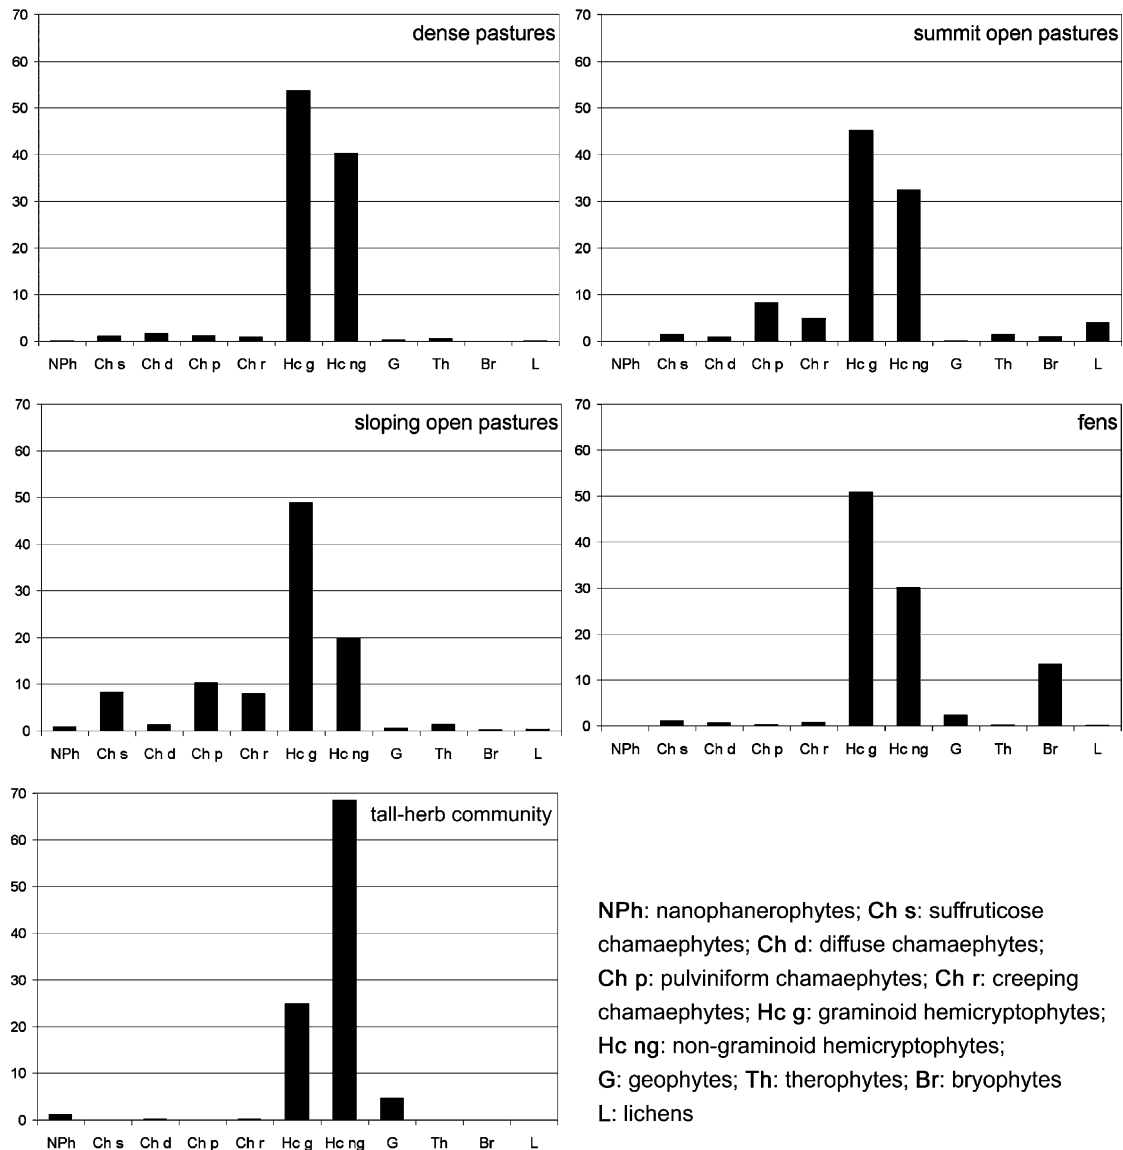 dense pastures
70
60
50
40
30
20
10
0
NPh Ch s Ch d Ch p Ch r Hc g Hc ng G Th Br L
summit open pastures
70
60
50
40
30
20
10
0
NPh Ch s Ch d Ch p Ch r Hc g Hc ng G Th Br L
sloping open pastures
70
60
50
40
30
20
10
0
NPh Ch s Ch d Ch p Ch r Hc g Hc ng G Th Br L
fens
70
60
50
40
30
20
10
0
NPh Ch s Ch d Ch p Ch r Hc g Hc ng G Th Br L
tall-herb community
70
60
50
40
30
20
10
0
NPh Ch s Ch d Ch p Ch r Hc g Hc ng G Th Br L
NPh: nanophanerophytes; Ch s: suffruticose
chamaephytes; Ch d: diffuse chamaephytes;
Ch p: pulviniform chamaephytes; Ch r: creeping
chamaephytes; Hc g: graminoid hemicryptophytes;
Hc ng: non-graminoid hemicryptophytes;
G: geophytes; Th: therophytes; Br: bryophytes
L: lichens